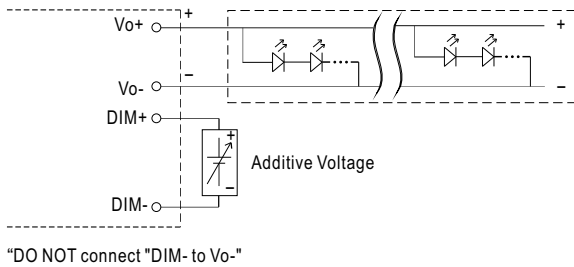 Vo+ + +
Vo- − −
DIM+
+
Additive Voltage
−
DIM-
“DO NOT connect "DIM- to Vo-"